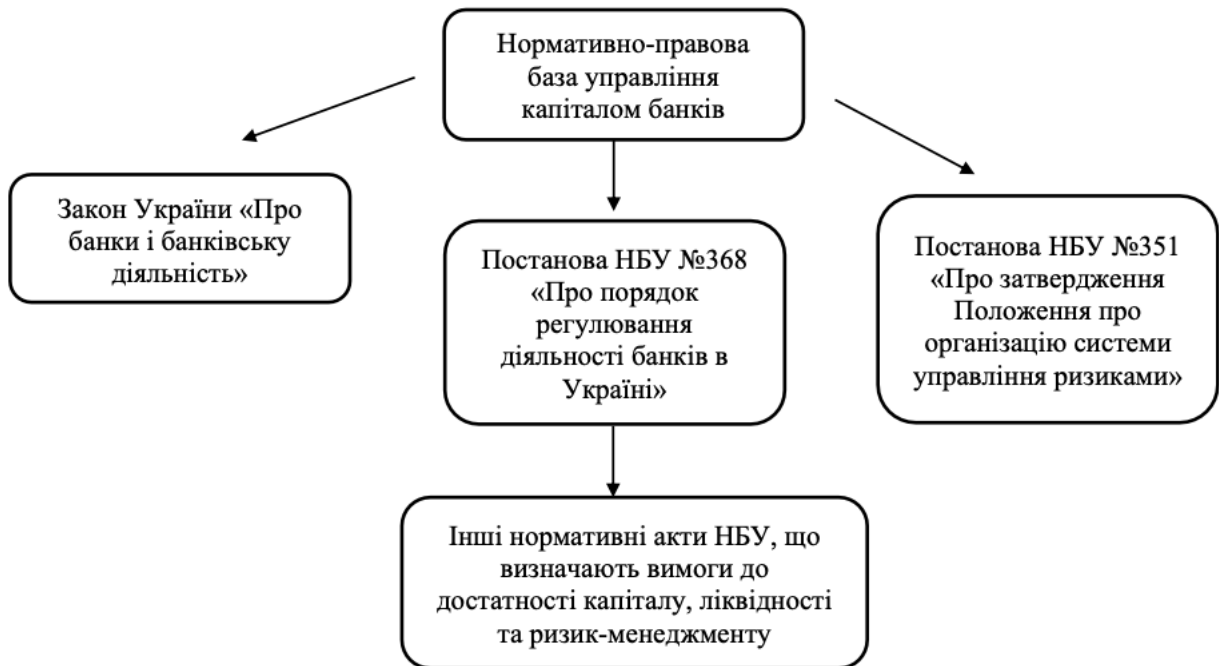 Нормативно-правова
база управління
капіталом банків
Закон України «Про
банки і банківську
діяльність»
Постанова НБУ №368
«Про порядок
регулювання
діяльності банків в
Україні»
Постанова НБУ №351
«Про затвердження
Положення про
організацію системи
управління ризиками»
Інші нормативні акти НБУ, що
визначають вимоги до
достатності капіталу, ліквідності
та ризик-менеджменту